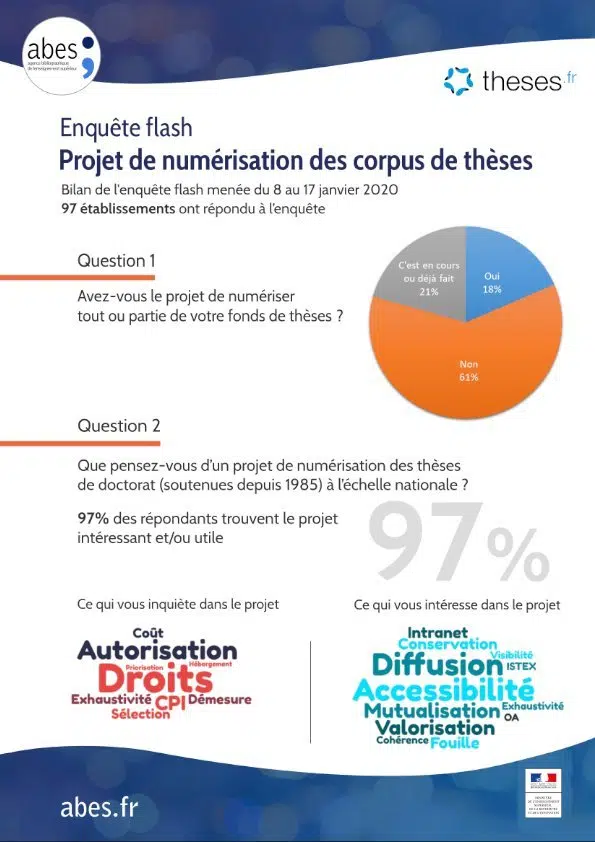 abes
agence bibliographique
de l'enseignement supérieur
theses.fr
Enquête flash
Projet de numérisation des corpus de thèses
Bilan de l'enquête flash menée du 8 au 17 janvier 2020
97 établissements ont répondu à l'enquête
Question 1
Avez-vous le projet de numériser
tout ou partie de votre fonds de thèses ?
C'est en cours
ou déjà fait
21%
Oui
18%
Non
61%
Question 2
Que pensez-vous d'un projet de numérisation des thèses
de doctorat (soutenues depuis 1985) à l'échelle nationale ?
97% des répondants trouvent le projet
intéressant et/ou utile
97%
Ce qui vous inquiète dans le projet
Coût
Autorisation
Priorisation
Hébergement
Droits
Exhaustivité CPI Démesure
Sélection
Ce qui vous intéresse dans le projet
Intranet
Conservation
Visibilité
Diffusion ISTEX
Accessibilité
Mutualisation Exhaustivité
OA
Valorisation
Cohérence Fouille
abes.fr